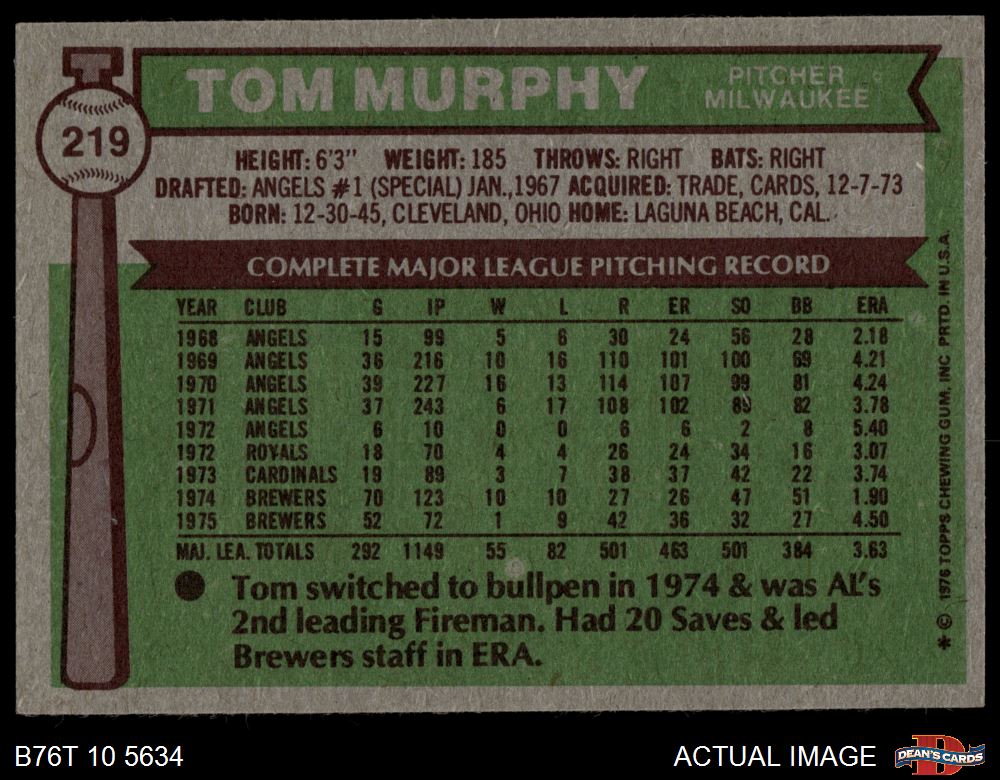 TOM MURPHY
PITCHER
MILWAUKEE
219
HEIGHT: 6'3" WEIGHT: 185 THROWS: RIGHT BATS: RIGHT
DRAFTED: ANGELS #1 (SPECIAL) JAN., 1967 ACQUIRED: TRADE, CARDS, 12-7-73
BORN: 12-30-45, CLEVELAND, OHIO HOME: LAGUNA BEACH, CAL.
COMPLETE MAJOR LEAGUE PITCHING RECORD
YEAR CLUB G IP W L R ER SO BB ERA
1968 ANGELS 15 99 5 6 30 24 56 28 2.18
1969 ANGELS 36 216 10 16 110 101 100 69 4.21
1970 ANGELS 39 227 16 13 114 107 99 81 4.24
1971 ANGELS 37 243 6 17 108 102 89 82 3.78
1972 ANGELS 6 10 0 0 6 6 2 8 5.40
1972 ROYALS 18 70 4 4 26 24 34 16 3.07
1973 CARDINALS 19 89 3 7 38 37 42 22 3.74
1974 BREWERS 70 123 10 10 27 26 47 51 1.90
1975 BREWERS 52 72 1 9 42 36 32 27 4.50
MAJ. LEA. TOTALS 292 1149 55 82 501 463 501 384 3.63
● Tom switched to bullpen in 1974 & was AL's
2nd leading Fireman. Had 20 Saves & led
Brewers staff in ERA.
* © 1976 TOPPS CHEWING GUM, INC PRTD. IN U.S.A.
B76T 10 5634
ACTUAL IMAGE
DEAN'S CARDS